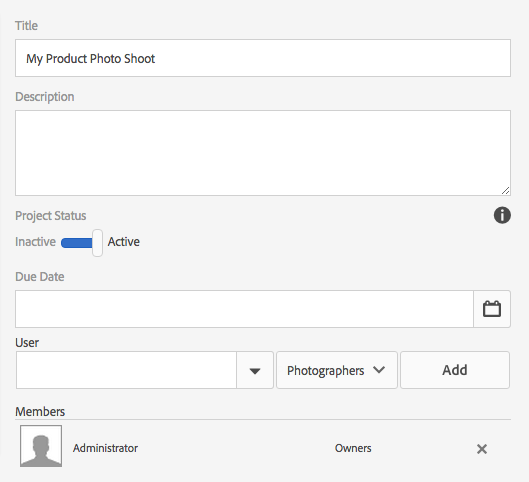 Title
My Product Photo Shoot
Description
Project Status
Inactive Active
Due Date
User
Photographers Add
Members
Administrator Owners